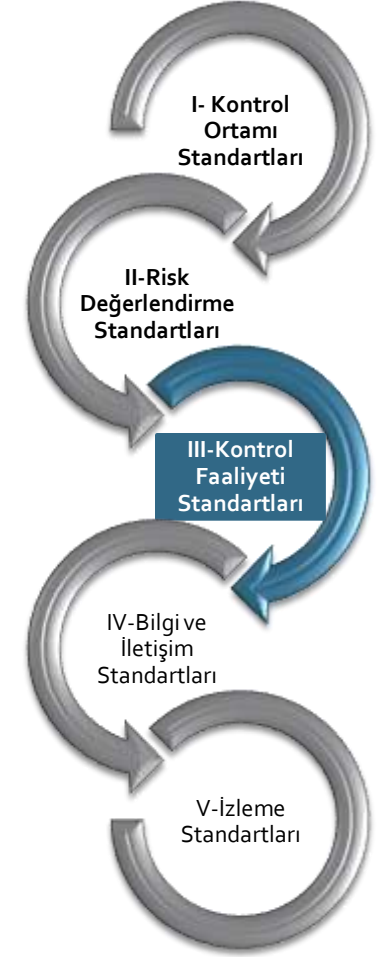 I- Kontrol
Ortamı
Standartları
II-Risk
Değerlendirme
Standartları
III-Kontrol
Faaliyeti
Standartları
IV-Bilgi ve
İletişim
Standartları
V-İzleme
Standartları